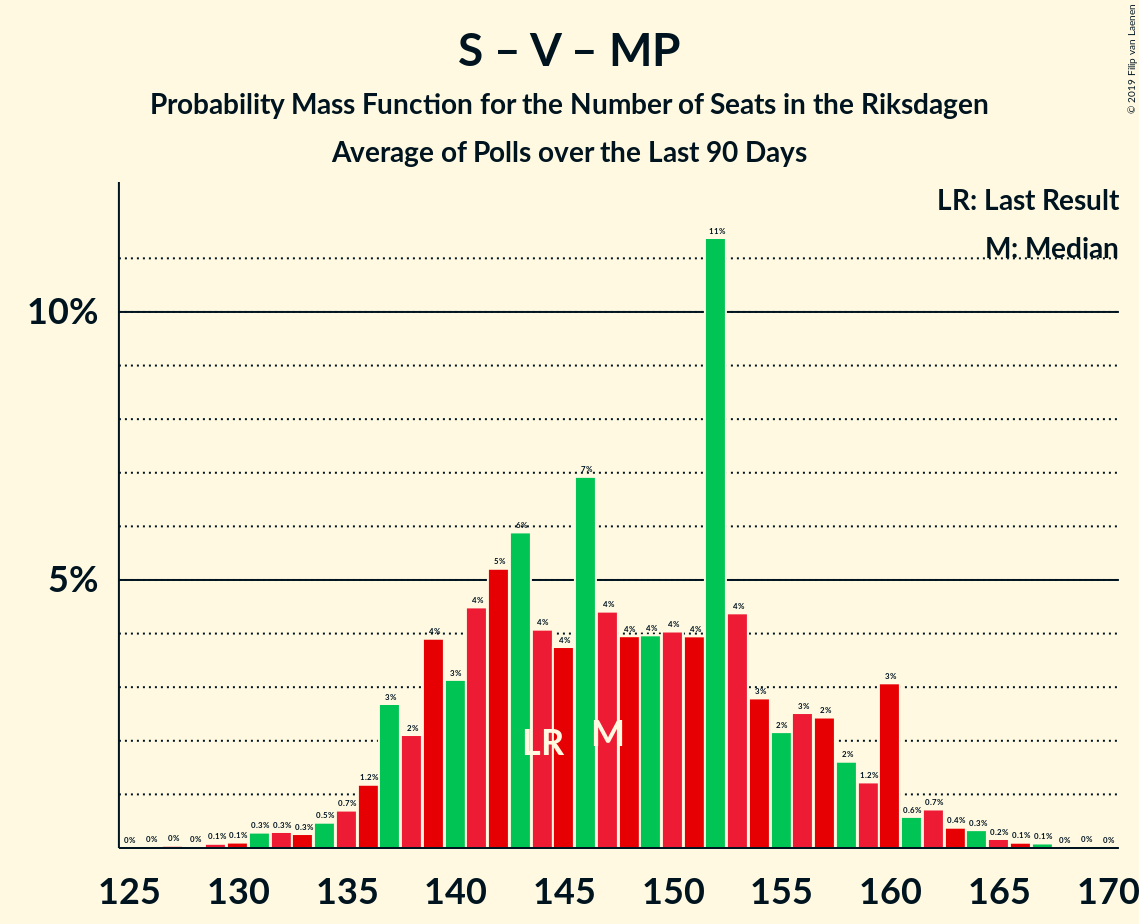 S – V – MP
Probability Mass Function for the Number of Seats in the Riksdagen
Average of Polls over the Last 90 Days
© 2019 Filip van Laenen
LR: Last Result
M: Median
10%
5%
0% 0% 0% 0% 0.1% 0.1% 0.3% 0.3% 0.3% 0.5% 0.7% 1.2% 3% 2% 4% 3% 4% 5% 6% 4% 4% 7% 4% 4% 4% 4% 4% 11% 4% 3% 2% 3% 2% 2% 1.2% 3% 0.6% 0.7% 0.4% 0.3% 0.2% 0.1% 0.1% 0% 0% 0%
LR M
125 130 135 140 145 150 155 160 165 170